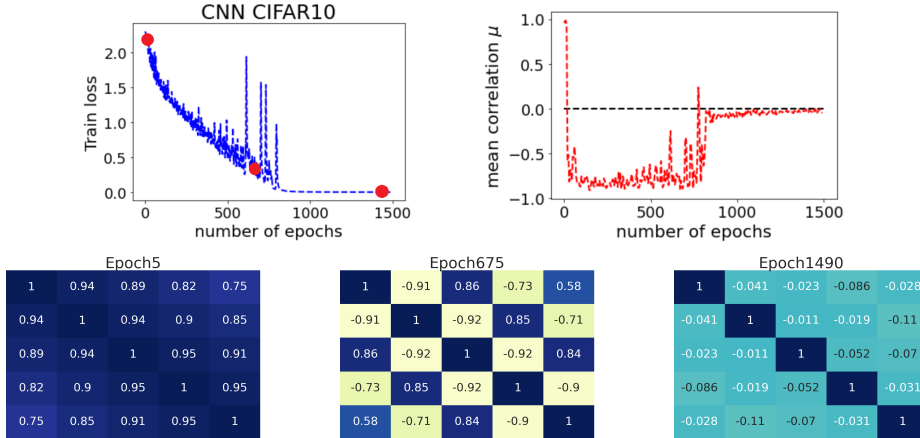 CNN CIFAR10
Train loss
2.0
1.5
1.0
0.5
0.0
0
500
1000
1500
number of epochs
mean correlation μ
1.0
0.5
0.0
−0.5
−1.0
0
500
1000
1500
number of epochs
Epoch5
1 0.94 0.89 0.82 0.75
0.94 1 0.94 0.9 0.85
0.89 0.94 1 0.95 0.91
0.82 0.9 0.95 1 0.95
0.75 0.85 0.91 0.95 1
Epoch675
1 -0.91 0.86 -0.73 0.58
-0.91 1 -0.92 0.85 -0.71
0.86 -0.92 1 -0.92 0.84
-0.73 0.85 -0.92 1 -0.9
0.58 -0.71 0.84 -0.9 1
Epoch1490
1 -0.041 -0.023 -0.086 -0.028
-0.041 1 -0.011 -0.019 -0.11
-0.023 -0.011 1 -0.052 -0.07
-0.086 -0.019 -0.052 1 -0.031
-0.028 -0.11 -0.07 -0.031 1